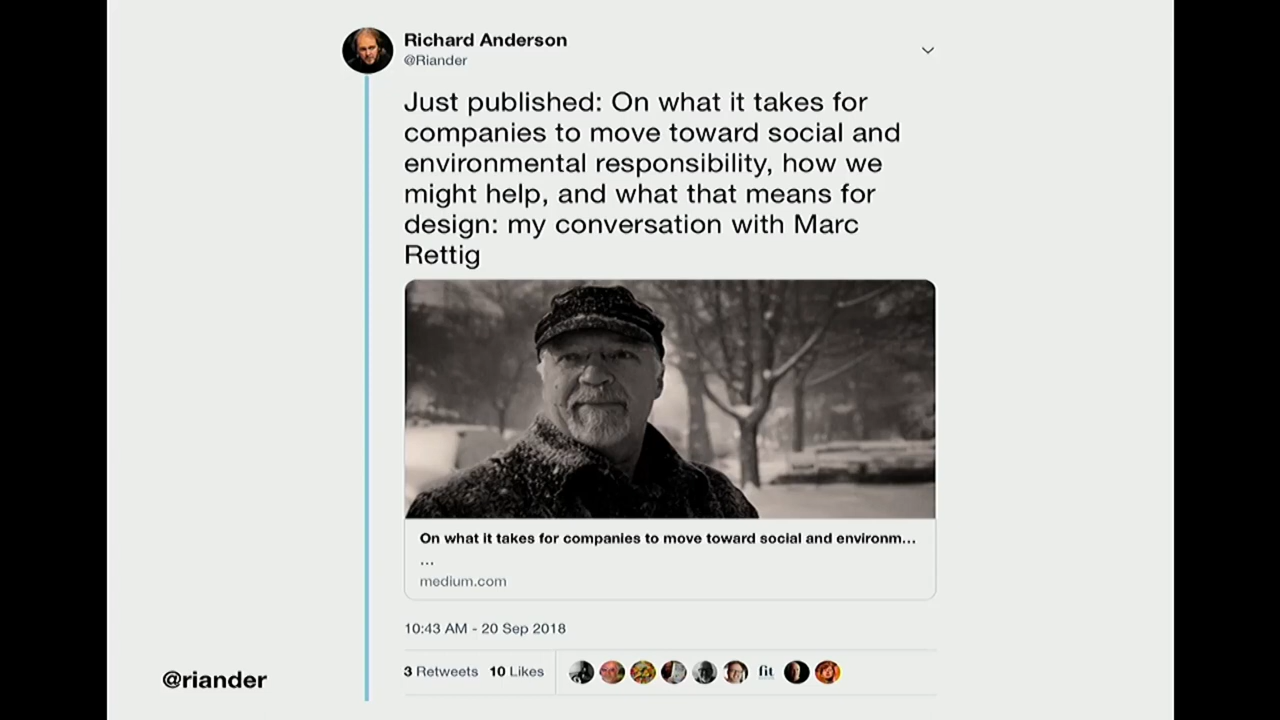 Richard Anderson
@Riander
Just published: On what it takes for
companies to move toward social and
environmental responsibility, how we
might help, and what that means for
design: my conversation with Marc
Rettig
On what it takes for companies to move toward social and environm...
...
medium.com
10:43 AM - 20 Sep 2018
3 Retweets 10 Likes
fit
@riander